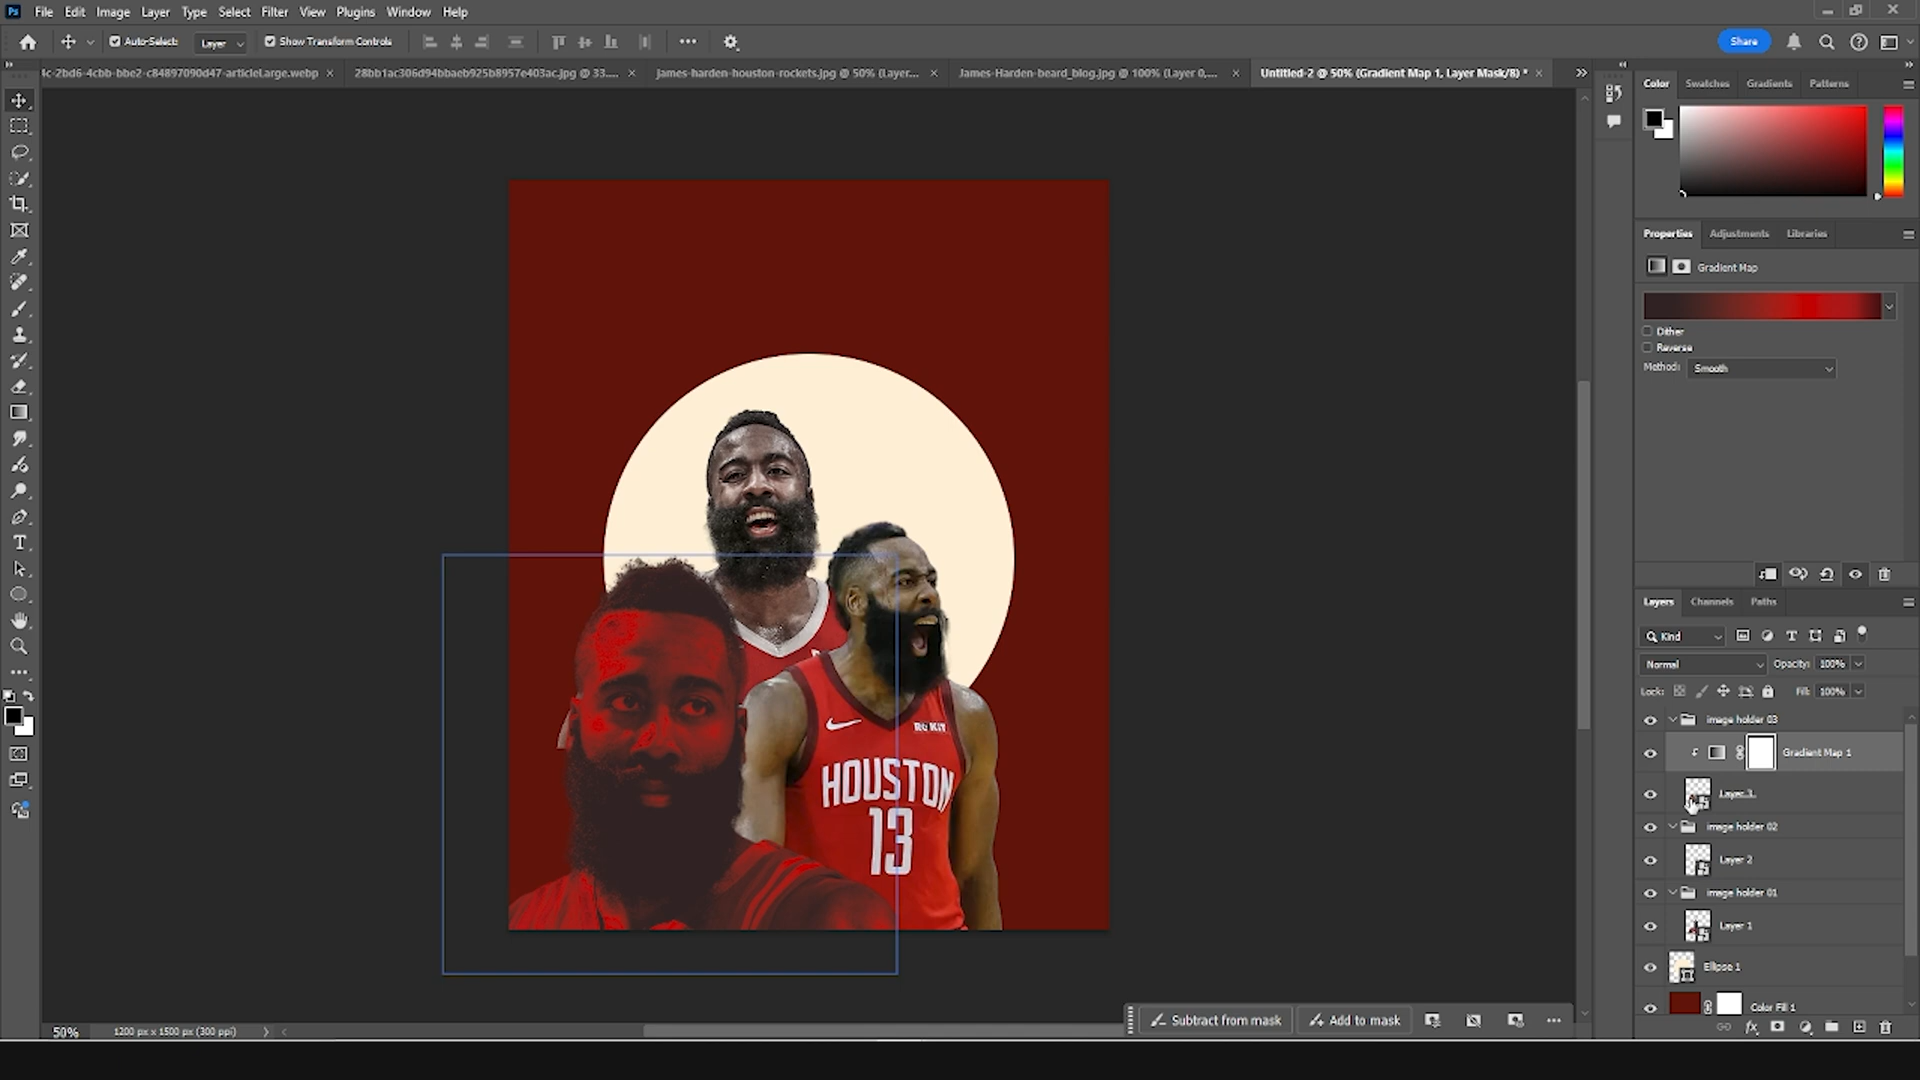 Ps File Edit Image Layer Type Select Filter View Plugins Window Help
Auto-Select: Layer Show Transform Controls Share
4c-2bd6-4cbb-bbe2-c84897090d47-articleLarge.webp × 28bb1ac306d94bbaeb925b8957e403ac.jpg @ 33.... × james-harden-houston-rockets.jpg @ 50% (Layer... × James-Harden-beard_blog.jpg @ 100% (Layer 0,... × Untitled-2 @ 50% (Gradient Map 1, Layer Mask/8) * ×
Color Swatches Gradients Patterns
Properties Adjustments Libraries
Gradient Map
Dither
Reverse
Method: Smooth
HOUSTON
13
Layers Channels Paths
Kind
Normal Opacity: 100%
Lock: Fill: 100%
image holder 03
Gradient Map 1
Layer 3
image holder 02
Layer 2
image holder 01
Layer 1
Ellipse 1
Color Fill 1
Subtract from mask Add to mask
50% 1200 px x 1500 px (300 ppi)